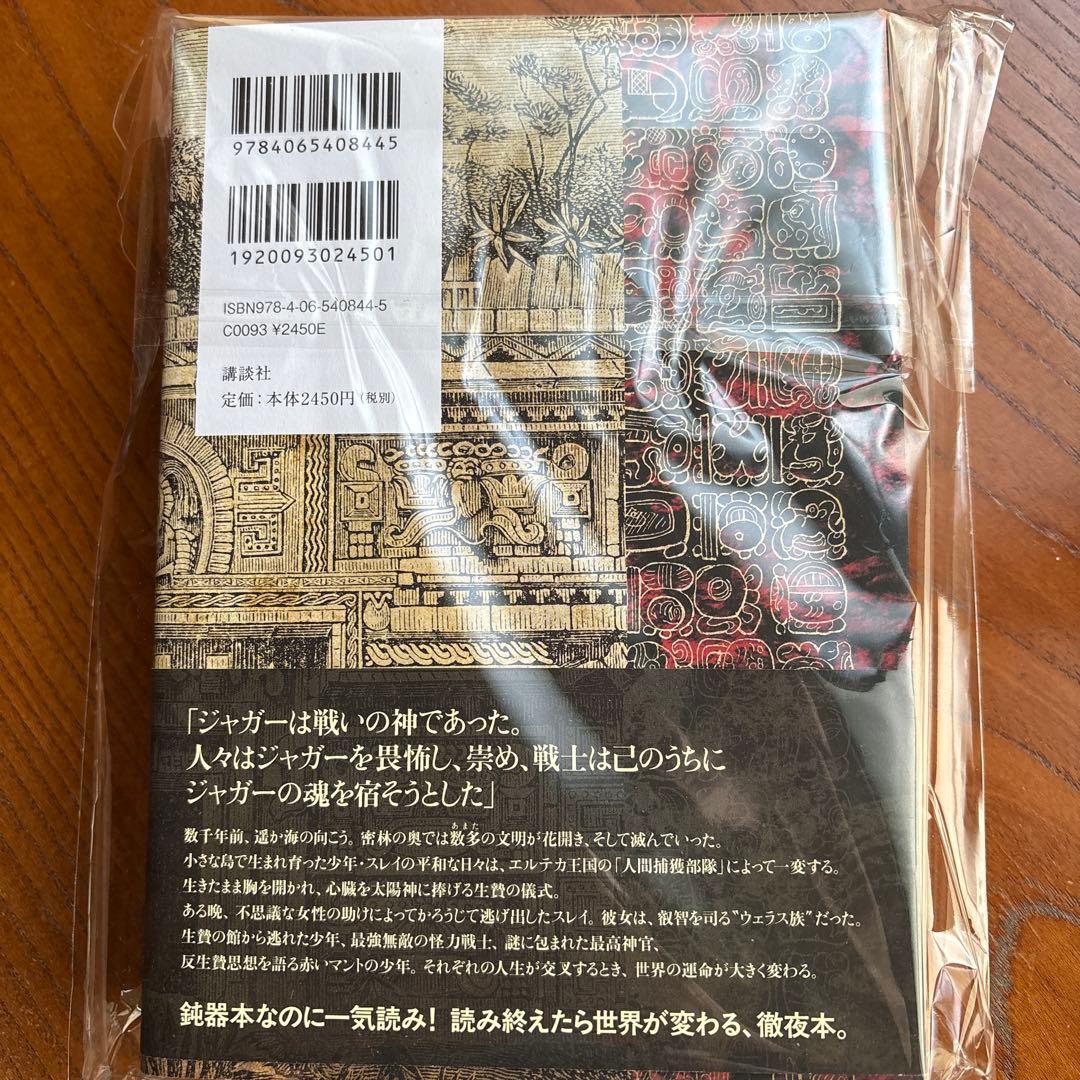 9784065408445
1920093024501
ISBN978-4-06-540844-5
C0093 ¥2450E
講談社
定価：本体2450円（税別）
「ジャガーは戦いの神であった。
人々はジャガーを畏怖し、崇め、戦士は己のうちに
ジャガーの魂を宿そうとした」
数千年前、遥か海の向こう。密林の奥では数多の文明が花開き、そして滅んでいった。
あまた
小さな島で生まれ育った少年・スレイの平和な日々は、エルテカ王国の「人間捕獲部隊」によって一変する。
生きたまま胸を開かれ、心臓を太陽神に捧げる生贄の儀式。
ある晩、不思議な女性の助けによってかろうじて逃げ出したスレイ。彼女は、叡智を司る“ウェラス族”だった。
生贄の館から逃れた少年、最強無敵の怪力戦士、謎に包まれた最高神官、
反生贄思想を語る赤いマントの少年。それぞれの人生が交叉するとき、世界の運命が大きく変わる。
鈍器本なのに一気読み！ 読み終えたら世界が変わる、徹夜本。